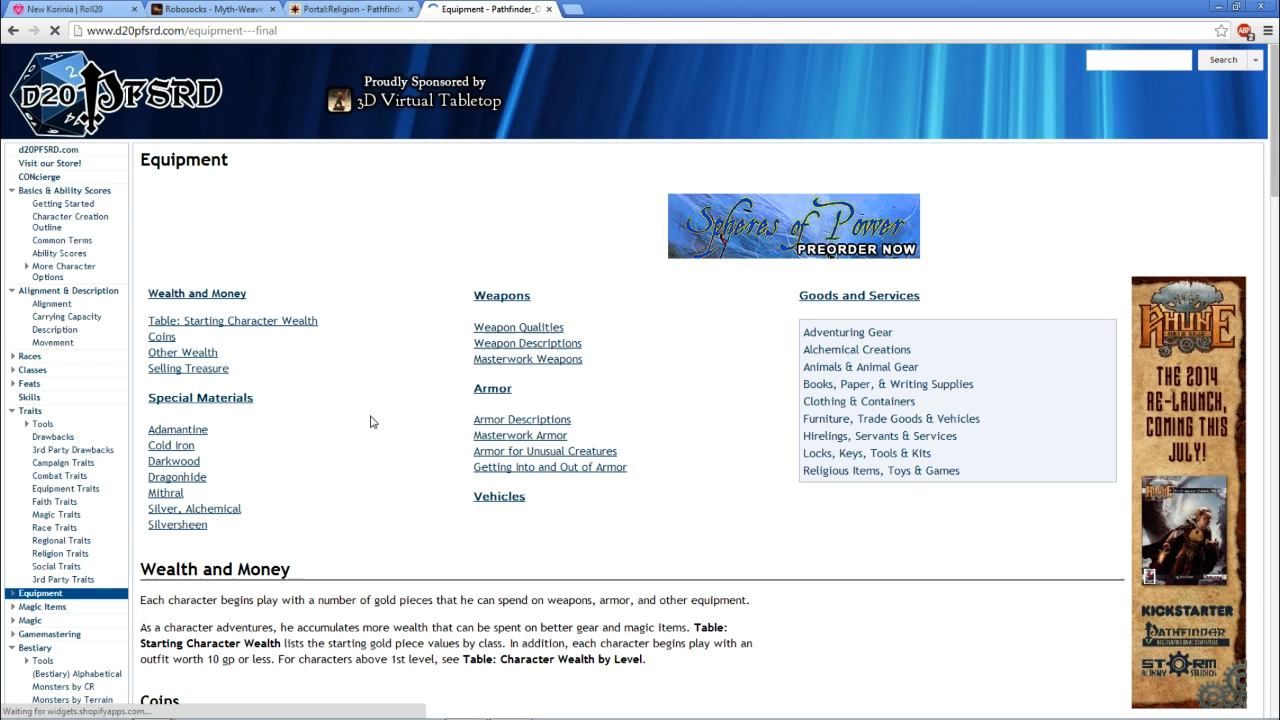 New Korinia | Roll20
Robosocks - Myth-Weave
Portal:Religion - Pathfinde
Equipment - Pathfinder_O
www.d20pfsrd.com/equipment---final
ABP
2
D20PFSRD
Proudly Sponsored by
3D Virtual Tabletop
Search
d20PFSRD.com
Visit our Store!
CONcierge
Basics & Ability Scores
Getting Started
Character Creation
Outline
Common Terms
Ability Scores
More Character
Options
Alignment & Description
Alignment
Carrying Capacity
Description
Movement
Races
Classes
Feats
Skills
Traits
Tools
Drawbacks
3rd Party Drawbacks
Campaign Traits
Combat Traits
Equipment Traits
Faith Traits
Magic Traits
Race Traits
Regional Traits
Religion Traits
Social Traits
3rd Party Traits
Equipment
Magic Items
Magic
Gamemastering
Bestiary
Tools
(Bestiary) Alphabetical
Monsters by CR
Monsters by Terrain
Equipment
Spheres of Power
PREORDER NOW
Wealth and Money
Table: Starting Character Wealth
Coins
Other Wealth
Selling Treasure
Special Materials
Adamantine
Cold Iron
Darkwood
Dragonhide
Mithral
Silver, Alchemical
Silversheen
Weapons
Weapon Qualities
Weapon Descriptions
Masterwork Weapons
Armor
Armor Descriptions
Masterwork Armor
Armor for Unusual Creatures
Getting Into and Out of Armor
Vehicles
Goods and Services
Adventuring Gear
Alchemical Creations
Animals & Animal Gear
Books, Paper, & Writing Supplies
Clothing & Containers
Furniture, Trade Goods & Vehicles
Hirelings, Servants & Services
Locks, Keys, Tools & Kits
Religious Items, Toys & Games
RHÛNE
THE 2014
RE-LAUNCH,
COMING THIS
JULY!
KICKSTARTER
PATHFINDER
STORM
BUNNY STUDIOS
Wealth and Money
Each character begins play with a number of gold pieces that he can spend on weapons, armor, and other equipment.
As a character adventures, he accumulates more wealth that can be spent on better gear and magic items. Table:
Starting Character Wealth lists the starting gold piece values by class. In addition, each character begins play with an
outfit worth 10 gp or less. For characters above 1st level, see Table: Character Wealth by Level.
Coins
Waiting for widgets.shopifyapps.com...